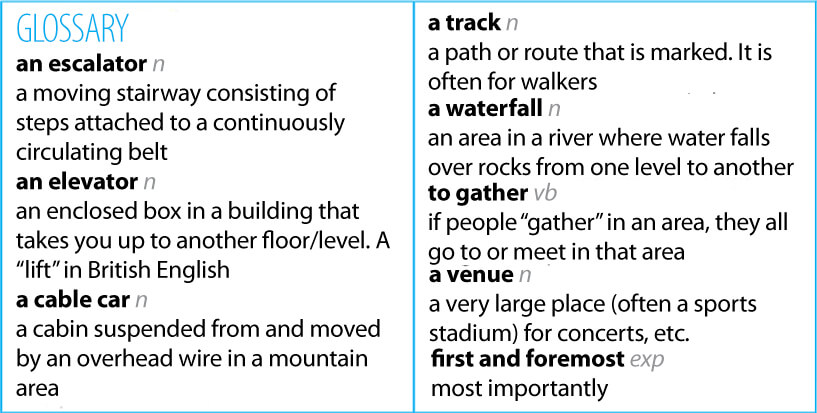 GLOSSARY
an escalator n
a moving stairway consisting of
steps attached to a continuously
circulating belt
an elevator n
an enclosed box in a building that
takes you up to another floor/level. A
“lift” in British English
a cable car n
a cabin suspended from and moved
by an overhead wire in a mountain
area
a track n
a path or route that is marked. It is
often for walkers
a waterfall n
an area in a river where water falls
over rocks from one level to another
to gather vb
if people “gather” in an area, they all
go to or meet in that area
a venue n
a very large place (often a sports
stadium) for concerts, etc.
first and foremost exp
most importantly